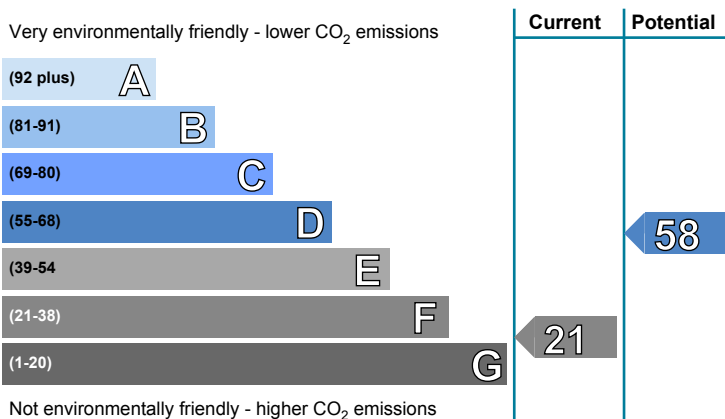 Very environmentally friendly - lower CO2 emissions
Current Potential
(92 plus) A
(81-91) B
(69-80) C
(55-68) D
58
(39-54 E
(21-38) F
21
(1-20) G
Not environmentally friendly - higher CO2 emissions